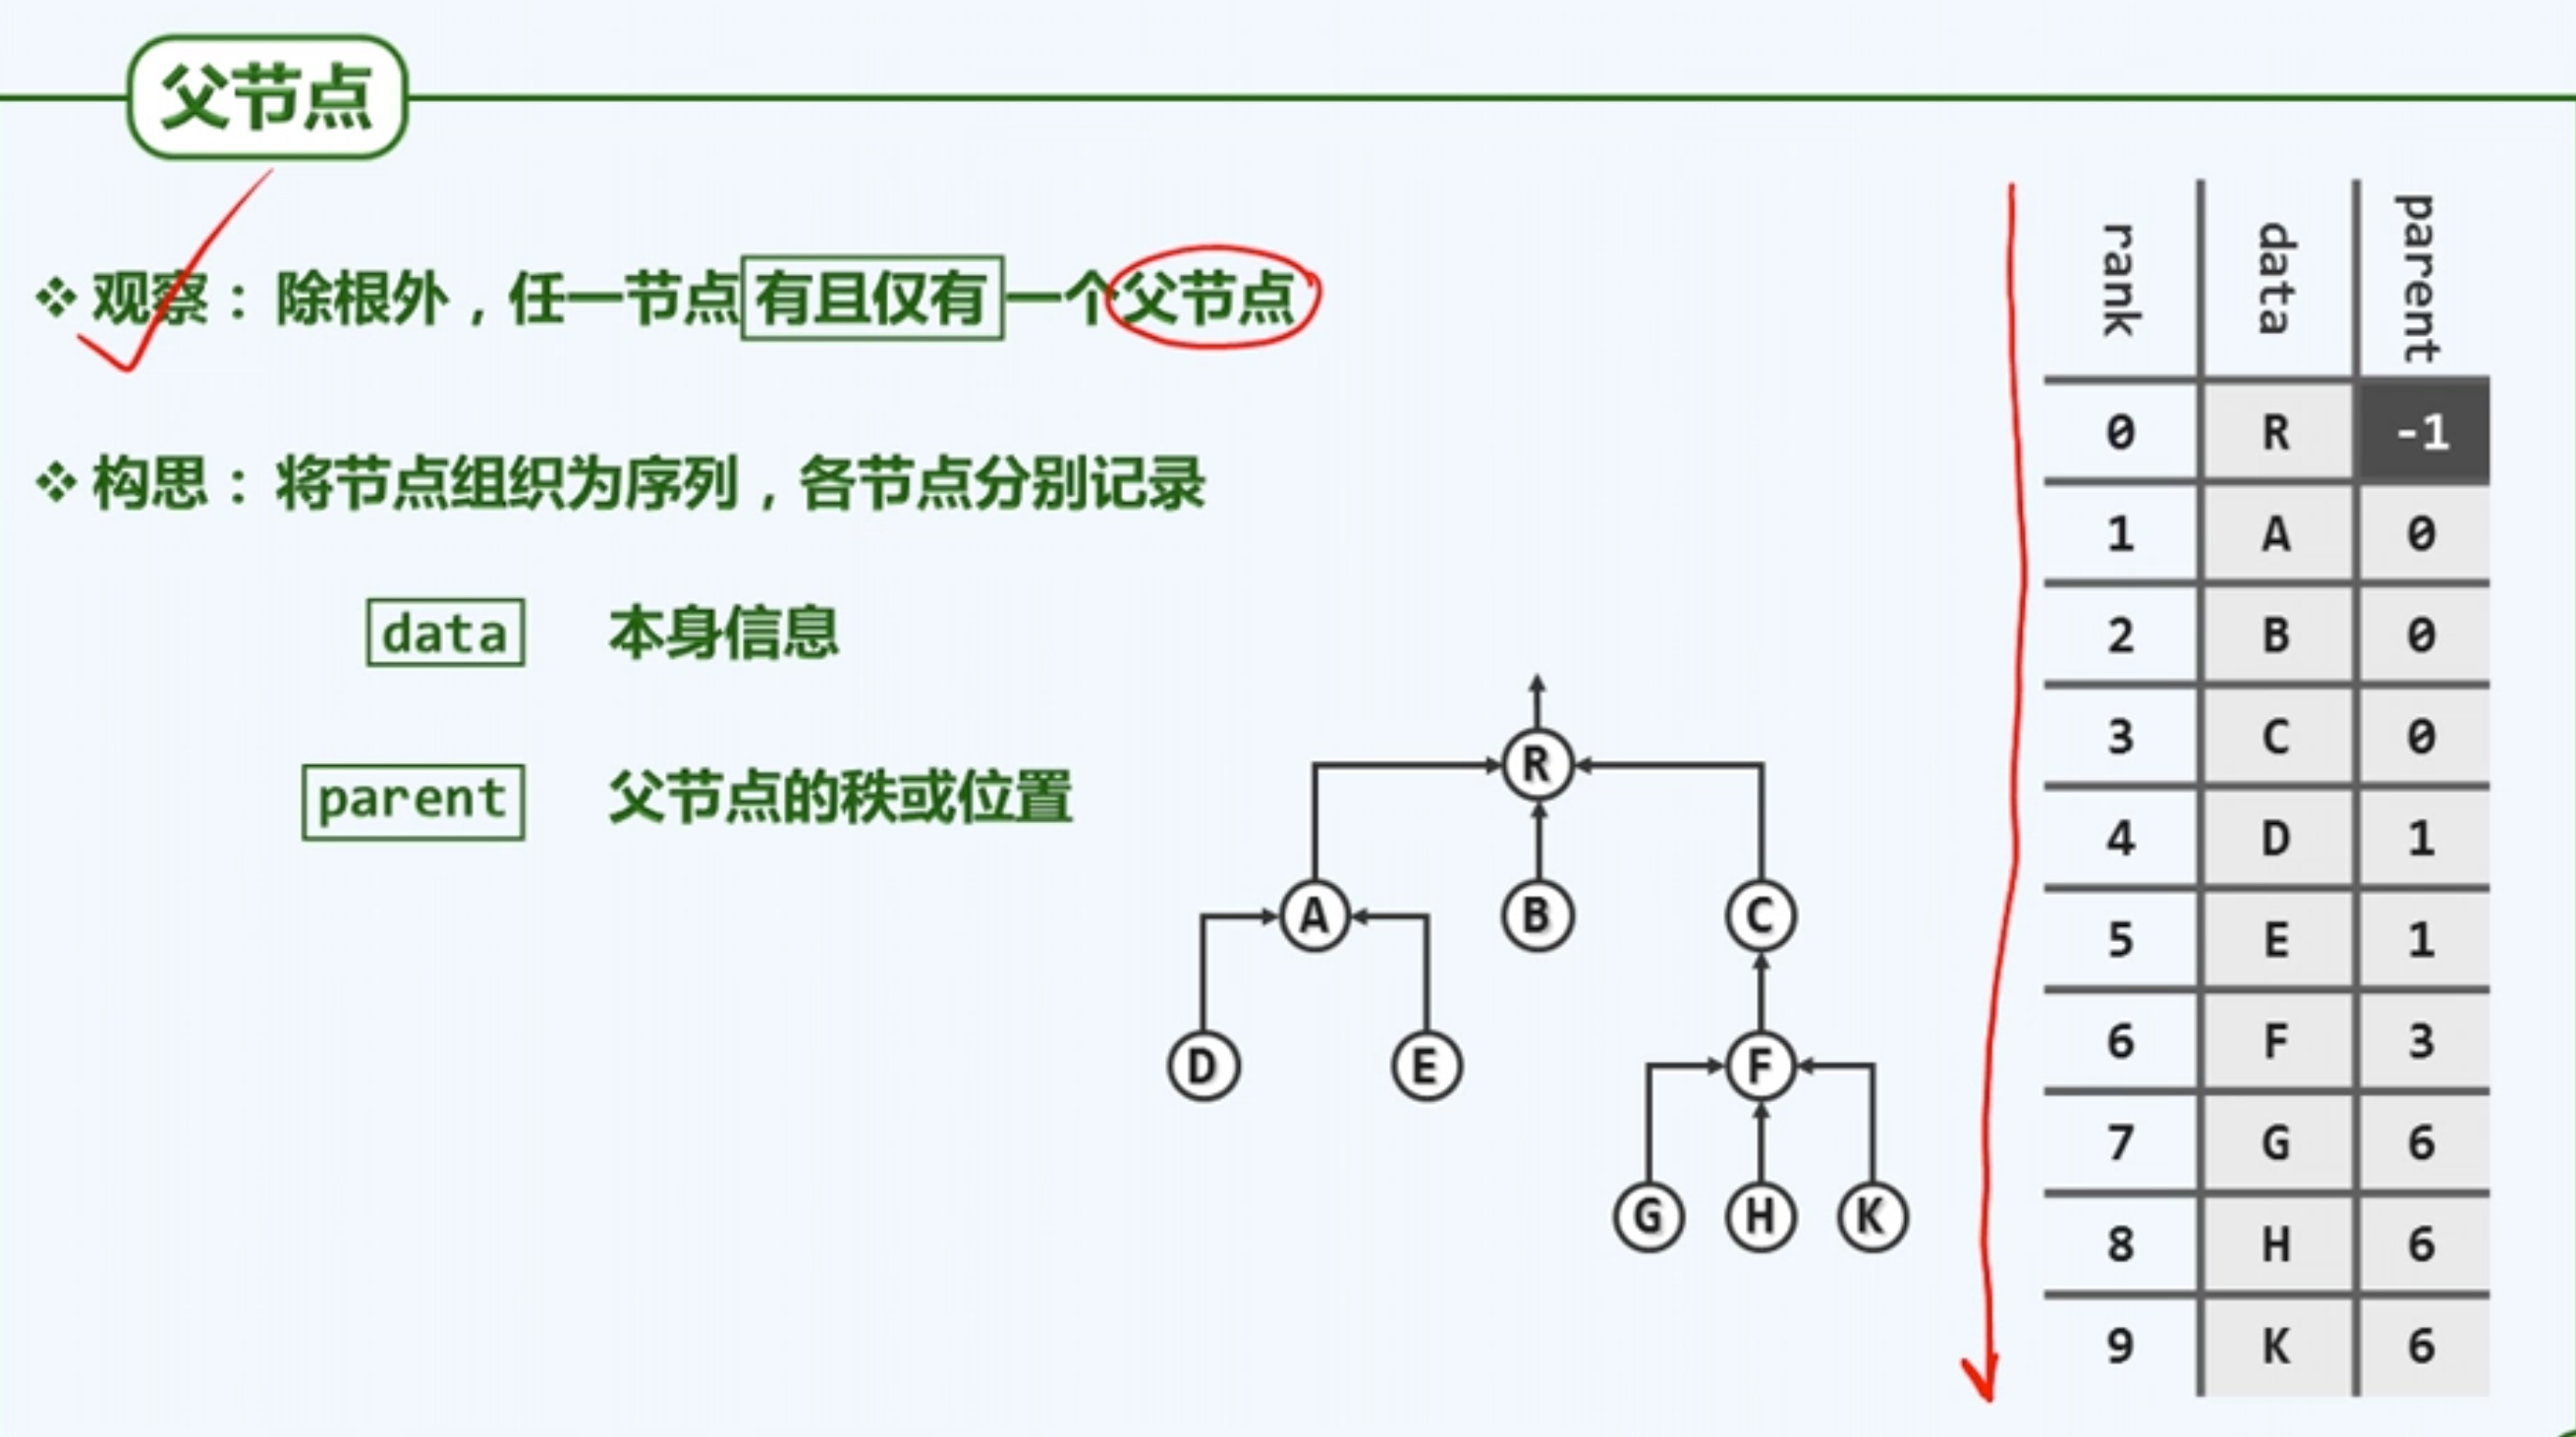 父节点
❖ 观察：除根外，任一节点有且仅有一个父节点
❖ 构思：将节点组织为序列，各节点分别记录
data 本身信息
parent 父节点的秩或位置
R
A B C
D E F
G H K
rank data parent
0 R -1
1 A 0
2 B 0
3 C 0
4 D 1
5 E 1
6 F 3
7 G 6
8 H 6
9 K 6